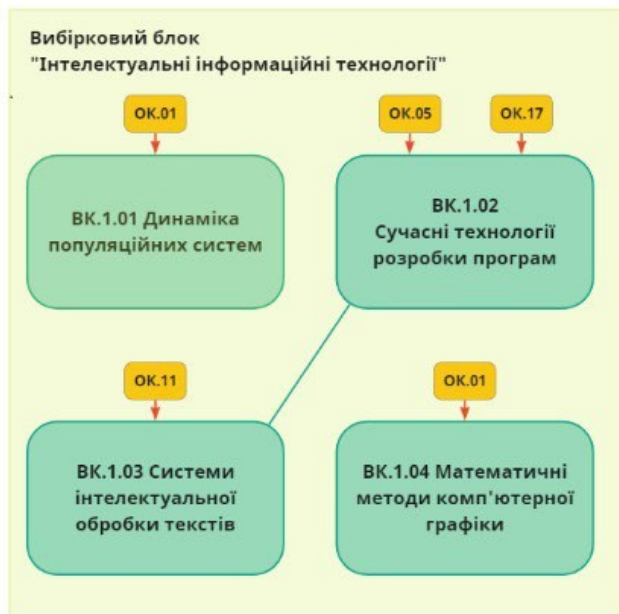 Вибірковий блок
"Інтелектуальні інформаційні технології"
ОК.01
ОК.05
ОК.17
ВК.1.01 Динаміка
популяційних систем
ВК.1.02
Сучасні технології
розробки програм
ОК.11
ОК.01
ВК.1.03 Системи
інтелектуальної
обробки текстів
ВК.1.04 Математичні
методи комп'ютерної
графіки